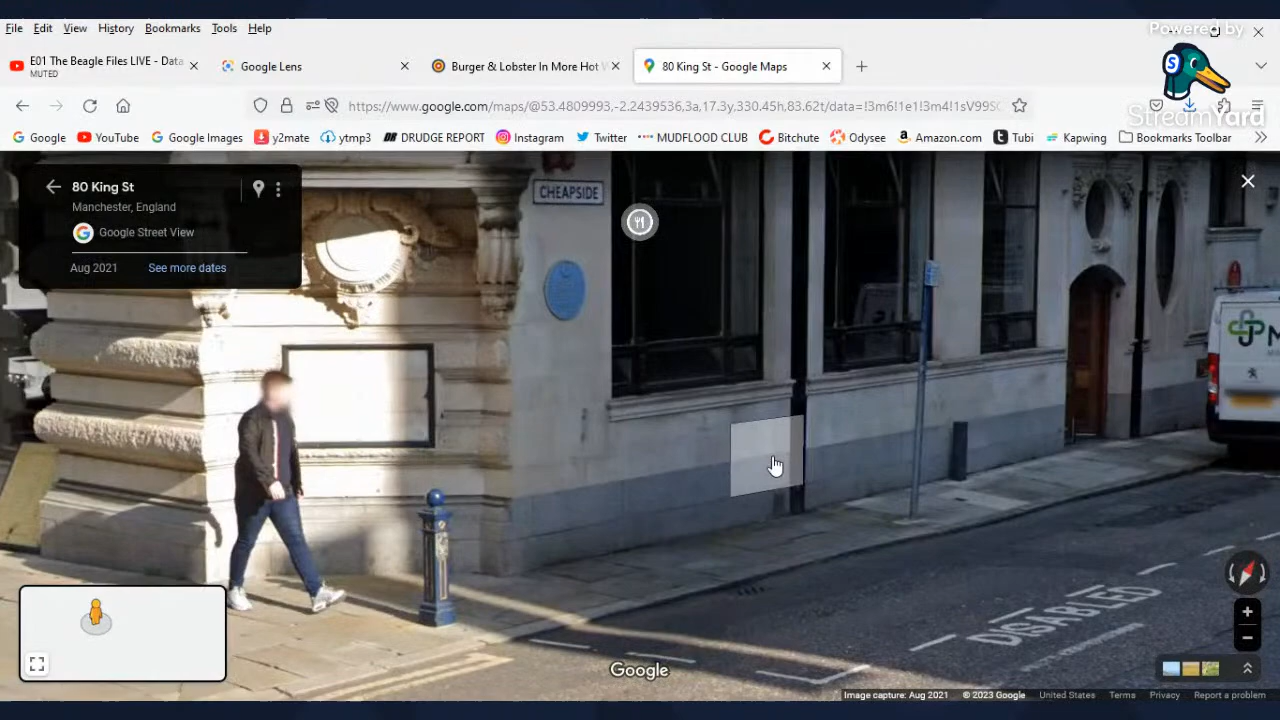 File Edit View History Bookmarks Tools Help
Powered by
E01 The Beagle Files LIVE - Data
MUTED
Google Lens
Burger & Lobster In More Hot
80 King St - Google Maps
https://www.google.com/maps/@53.4809993,-2.2439536,3a,17.3y,330.45h,83.62t/data=!3m6!1e1!3m4!1sV99S
StreamYard
Google YouTube Google Images y2mate ytmp3 DRUDGE REPORT Instagram Twitter MUDFLOOD CLUB Bitchute Odysee Amazon.com Tubi Kapwing Bookmarks Toolbar
80 King St
Manchester, England
Google Street View
Aug 2021 See more dates
CHEAPSIDE
DISABLED
Google
Image capture: Aug 2021 © 2023 Google United States Terms Privacy Report a problem